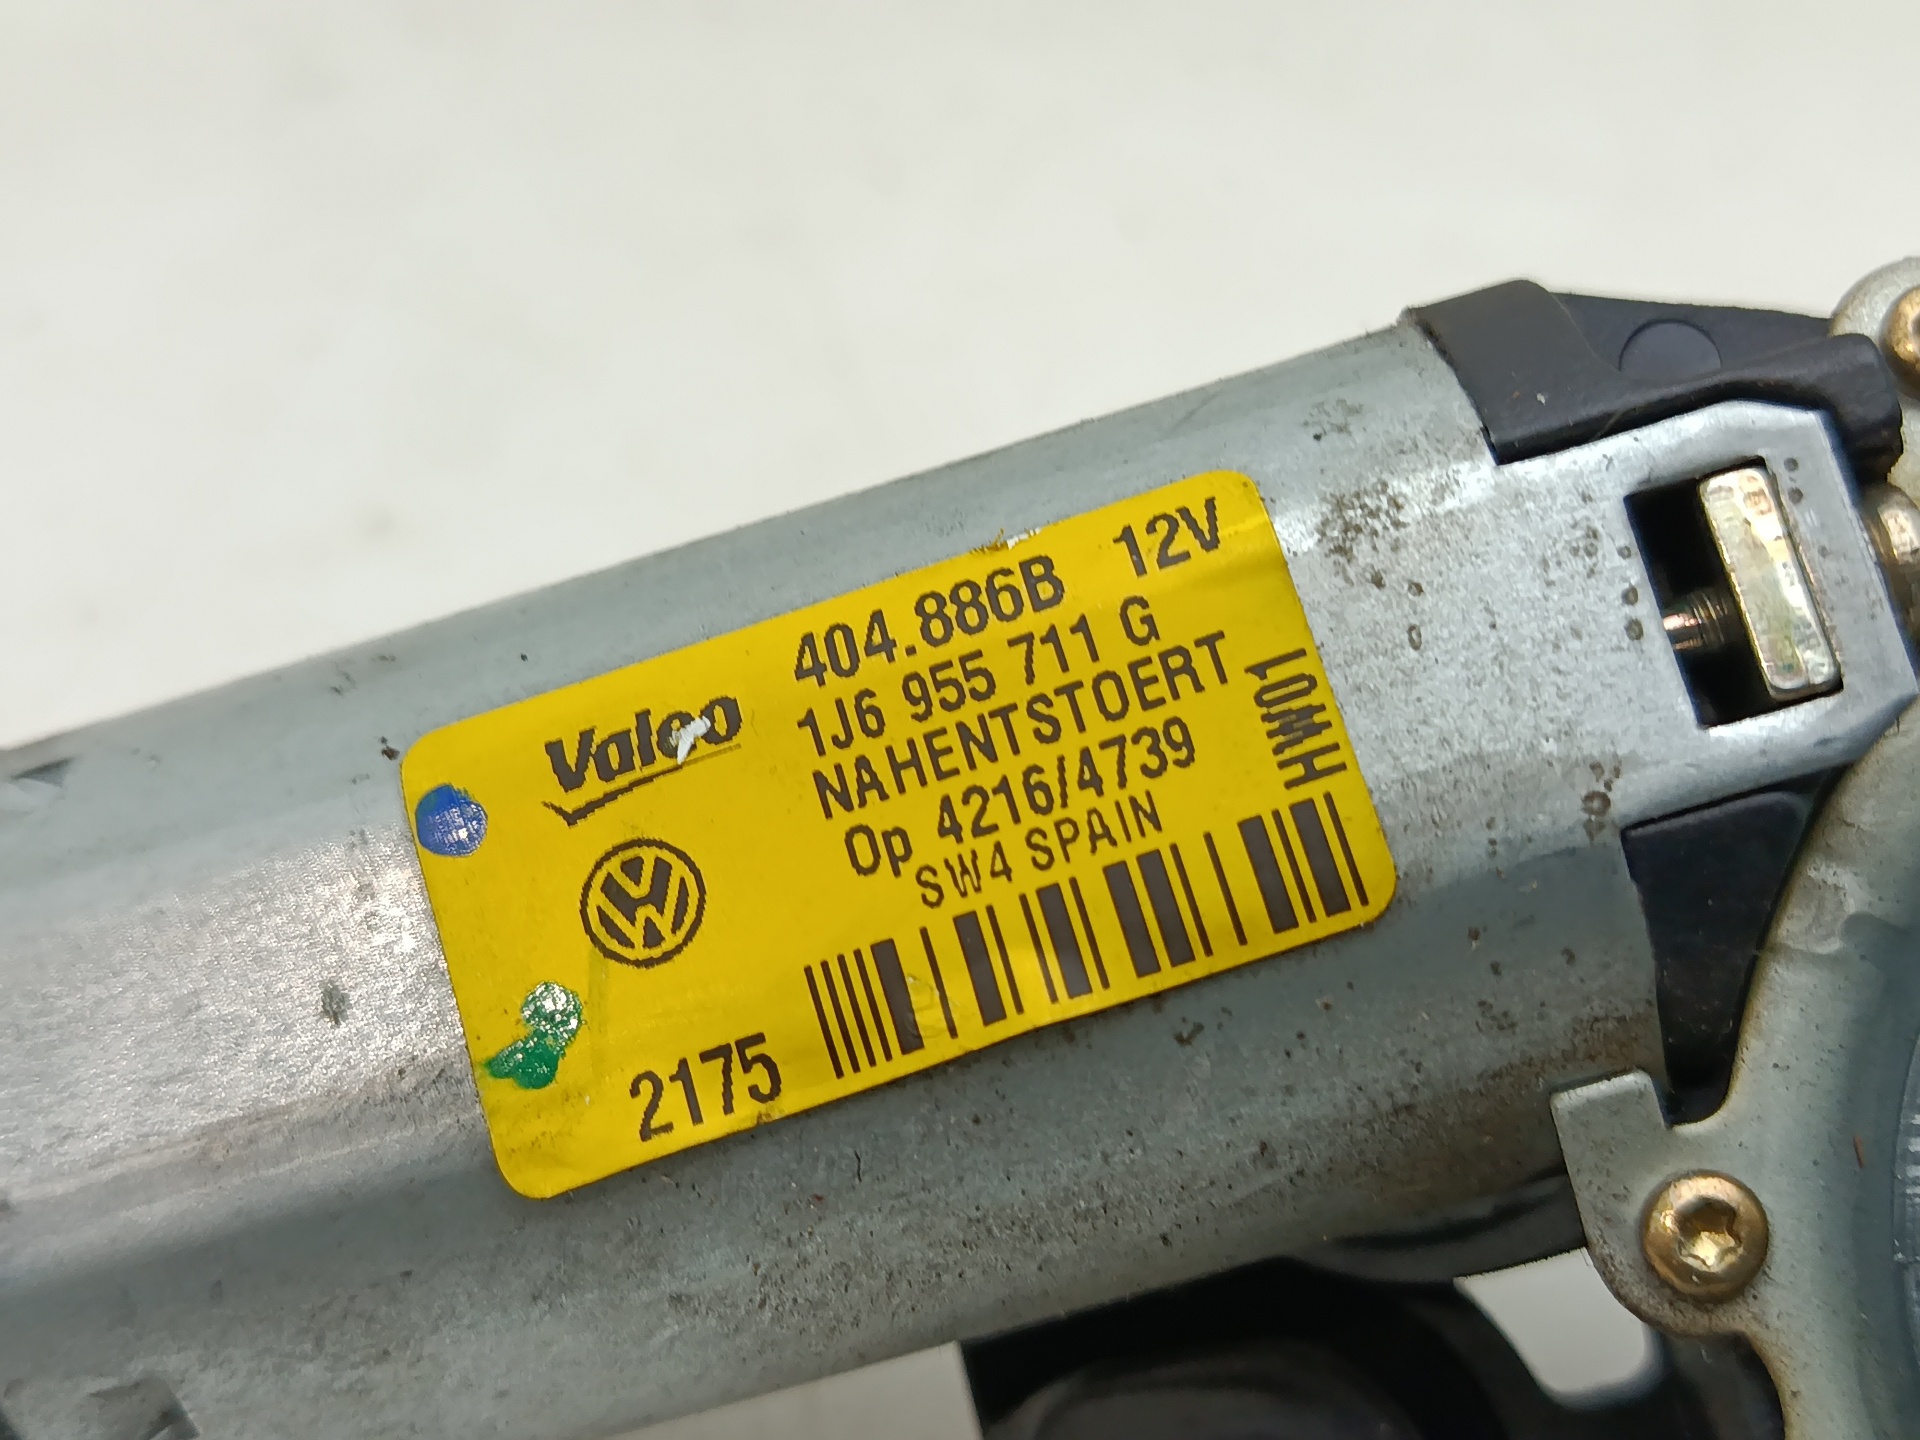 404.886B 12V
1J6 955 711 G
NAHENTSTOERT
Op 4216/4739
SW4 SPAIN
HW01
Valeo
2175